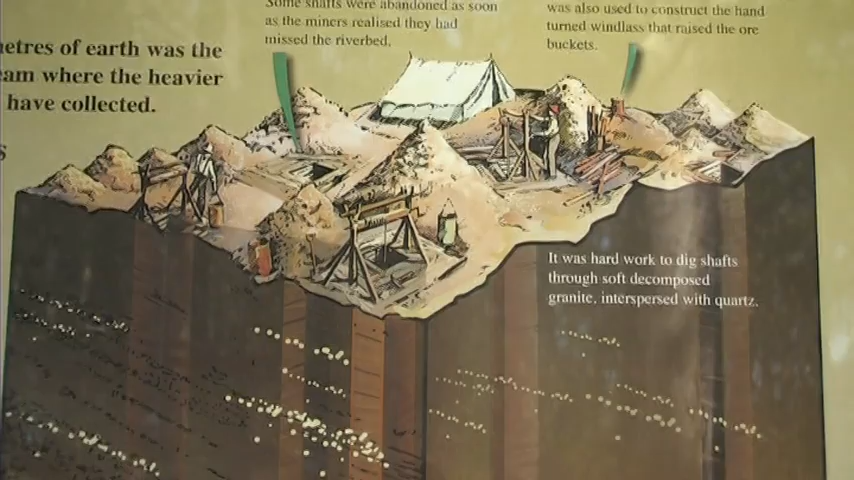 Some shafts were abandoned as soon
as the miners realised they had
missed the riverbed.
was also used to construct the hand
turned windlass that raised the ore
buckets.
metres of earth was the
where the heavier
have collected.
It was hard work to dig shafts
through soft decomposed
granite, interspersed with quartz.